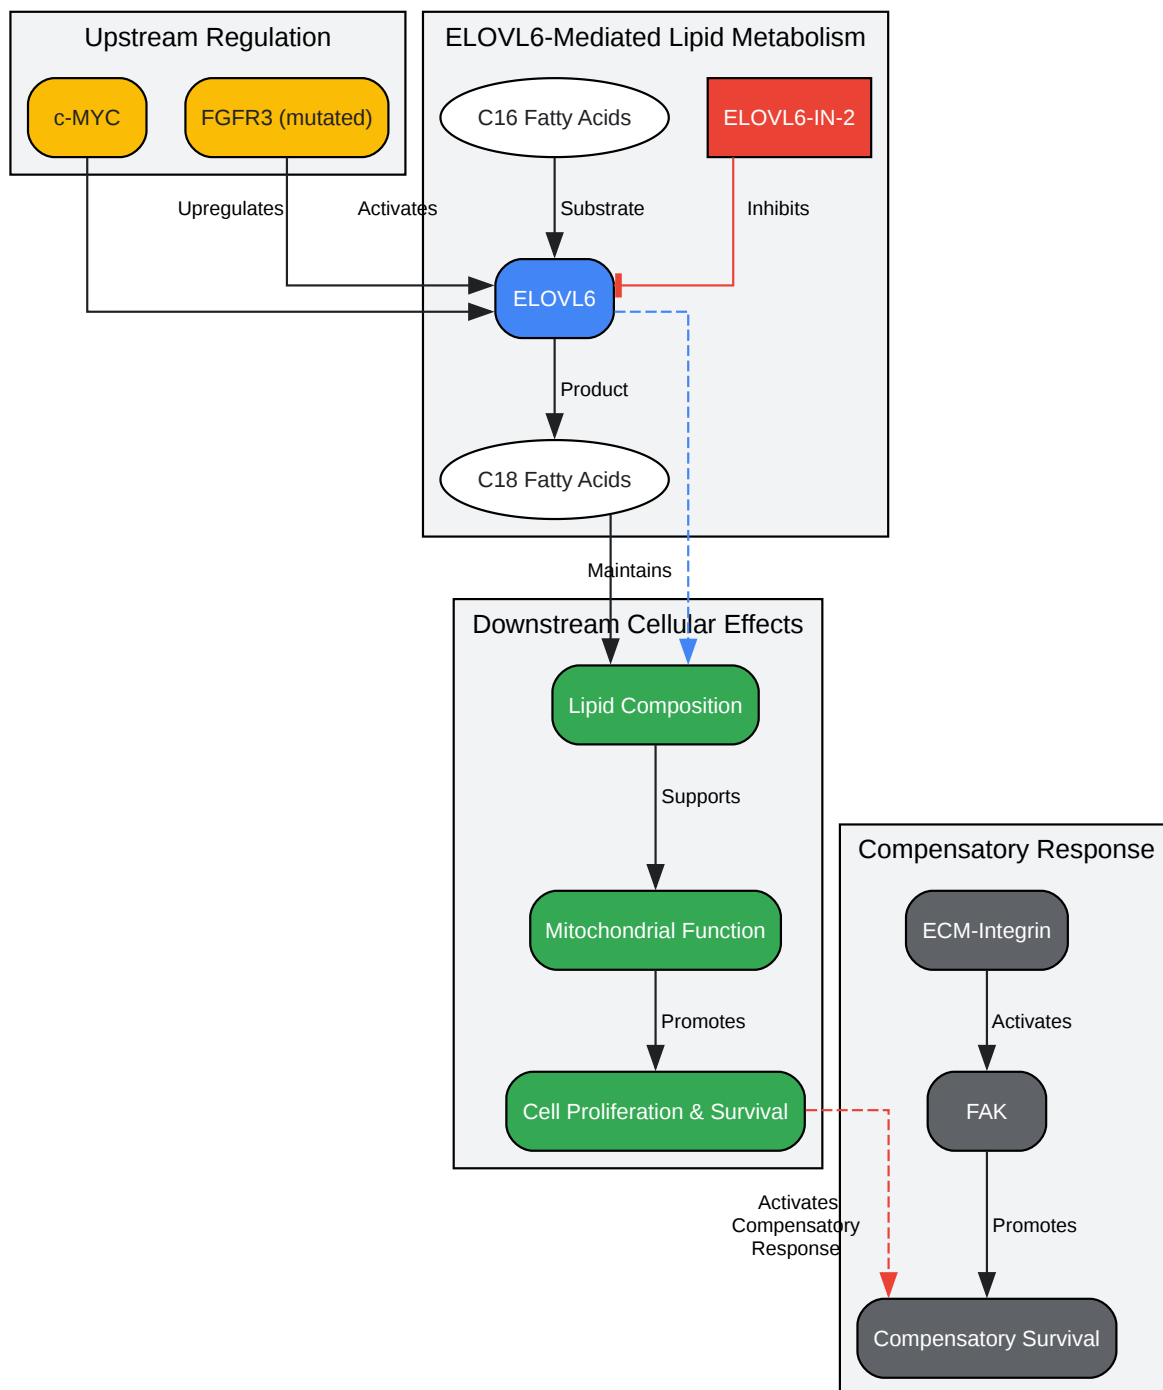 Upstream Regulation
ELOVL6-Mediated Lipid Metabolism
c-MYC
FGFR3 (mutated)
C16 Fatty Acids
ELOVL6-IN-2
Upregulates
Activates
Substrate
Inhibits
ELOVL6
Product
C18 Fatty Acids
Maintains
Downstream Cellular Effects
Lipid Composition
Supports
Compensatory Response
Mitochondrial Function
ECM-Integrin
Promotes
Activates
Cell Proliferation & Survival
FAK
Activates
Compensatory
Response
Promotes
Compensatory Survival